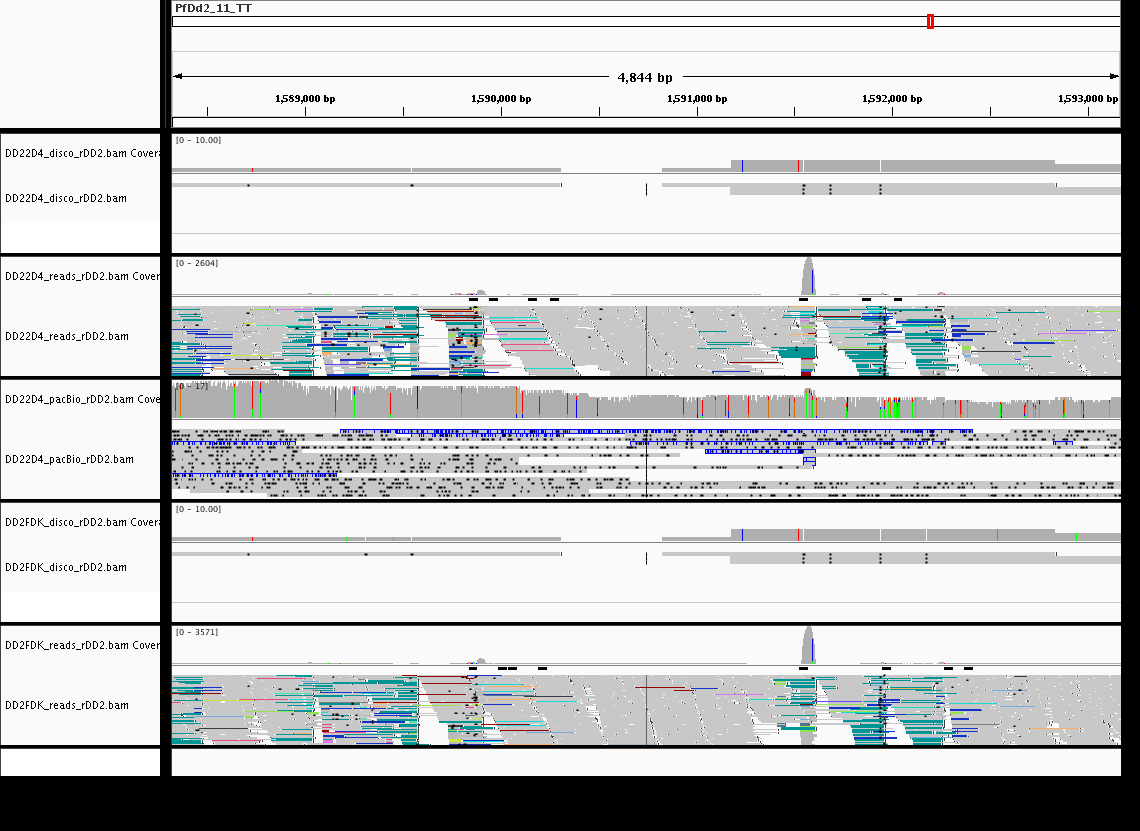 PfDd2_11_TT
4,844 bp
1,589,000 bp 1,590,000 bp 1,591,000 bp 1,592,000 bp 1,593,000 bp
[0 - 10.00]
DD22D4_disco_rDD2.bam Covera
DD22D4_disco_rDD2.bam
[0 - 2604]
DD22D4_reads_rDD2.bam Cover
DD22D4_reads_rDD2.bam
[0 - 17]
DD22D4_pacBio_rDD2.bam Cove
DD22D4_pacBio_rDD2.bam
[0 - 10.00]
DD2FDK_disco_rDD2.bam Covera
DD2FDK_disco_rDD2.bam
[0 - 3571]
DD2FDK_reads_rDD2.bam Cover
DD2FDK_reads_rDD2.bam